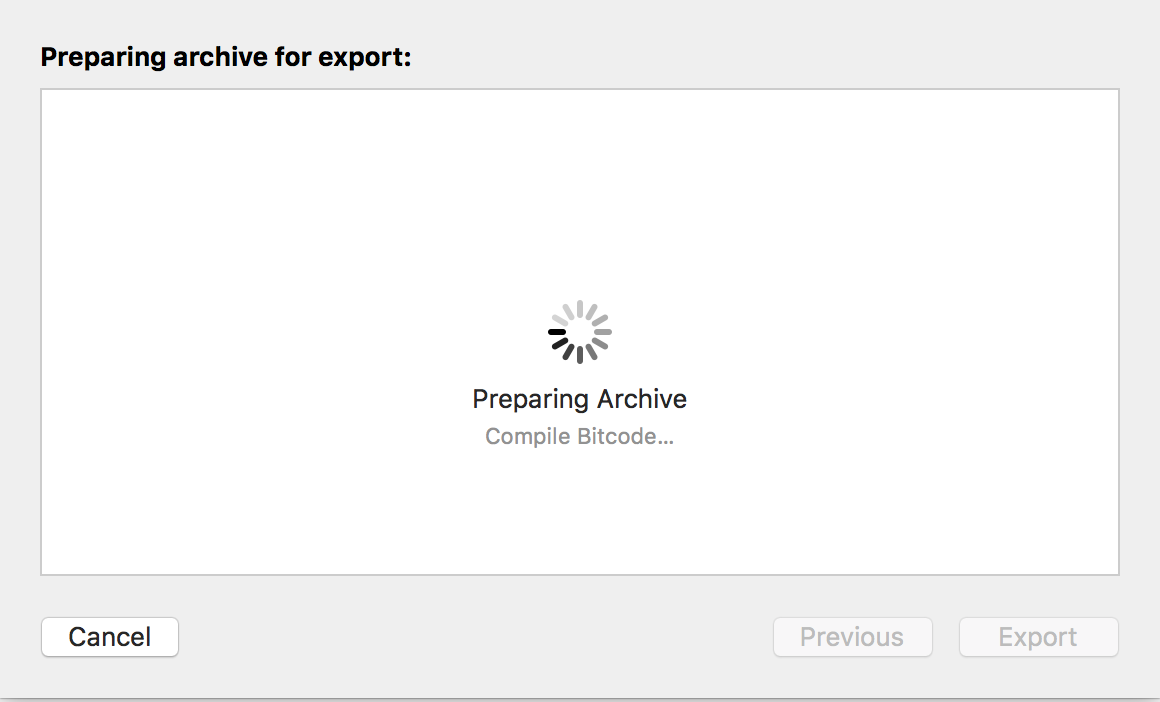 Preparing archive for export:
Preparing Archive
Compile Bitcode...
Cancel
Previous
Export